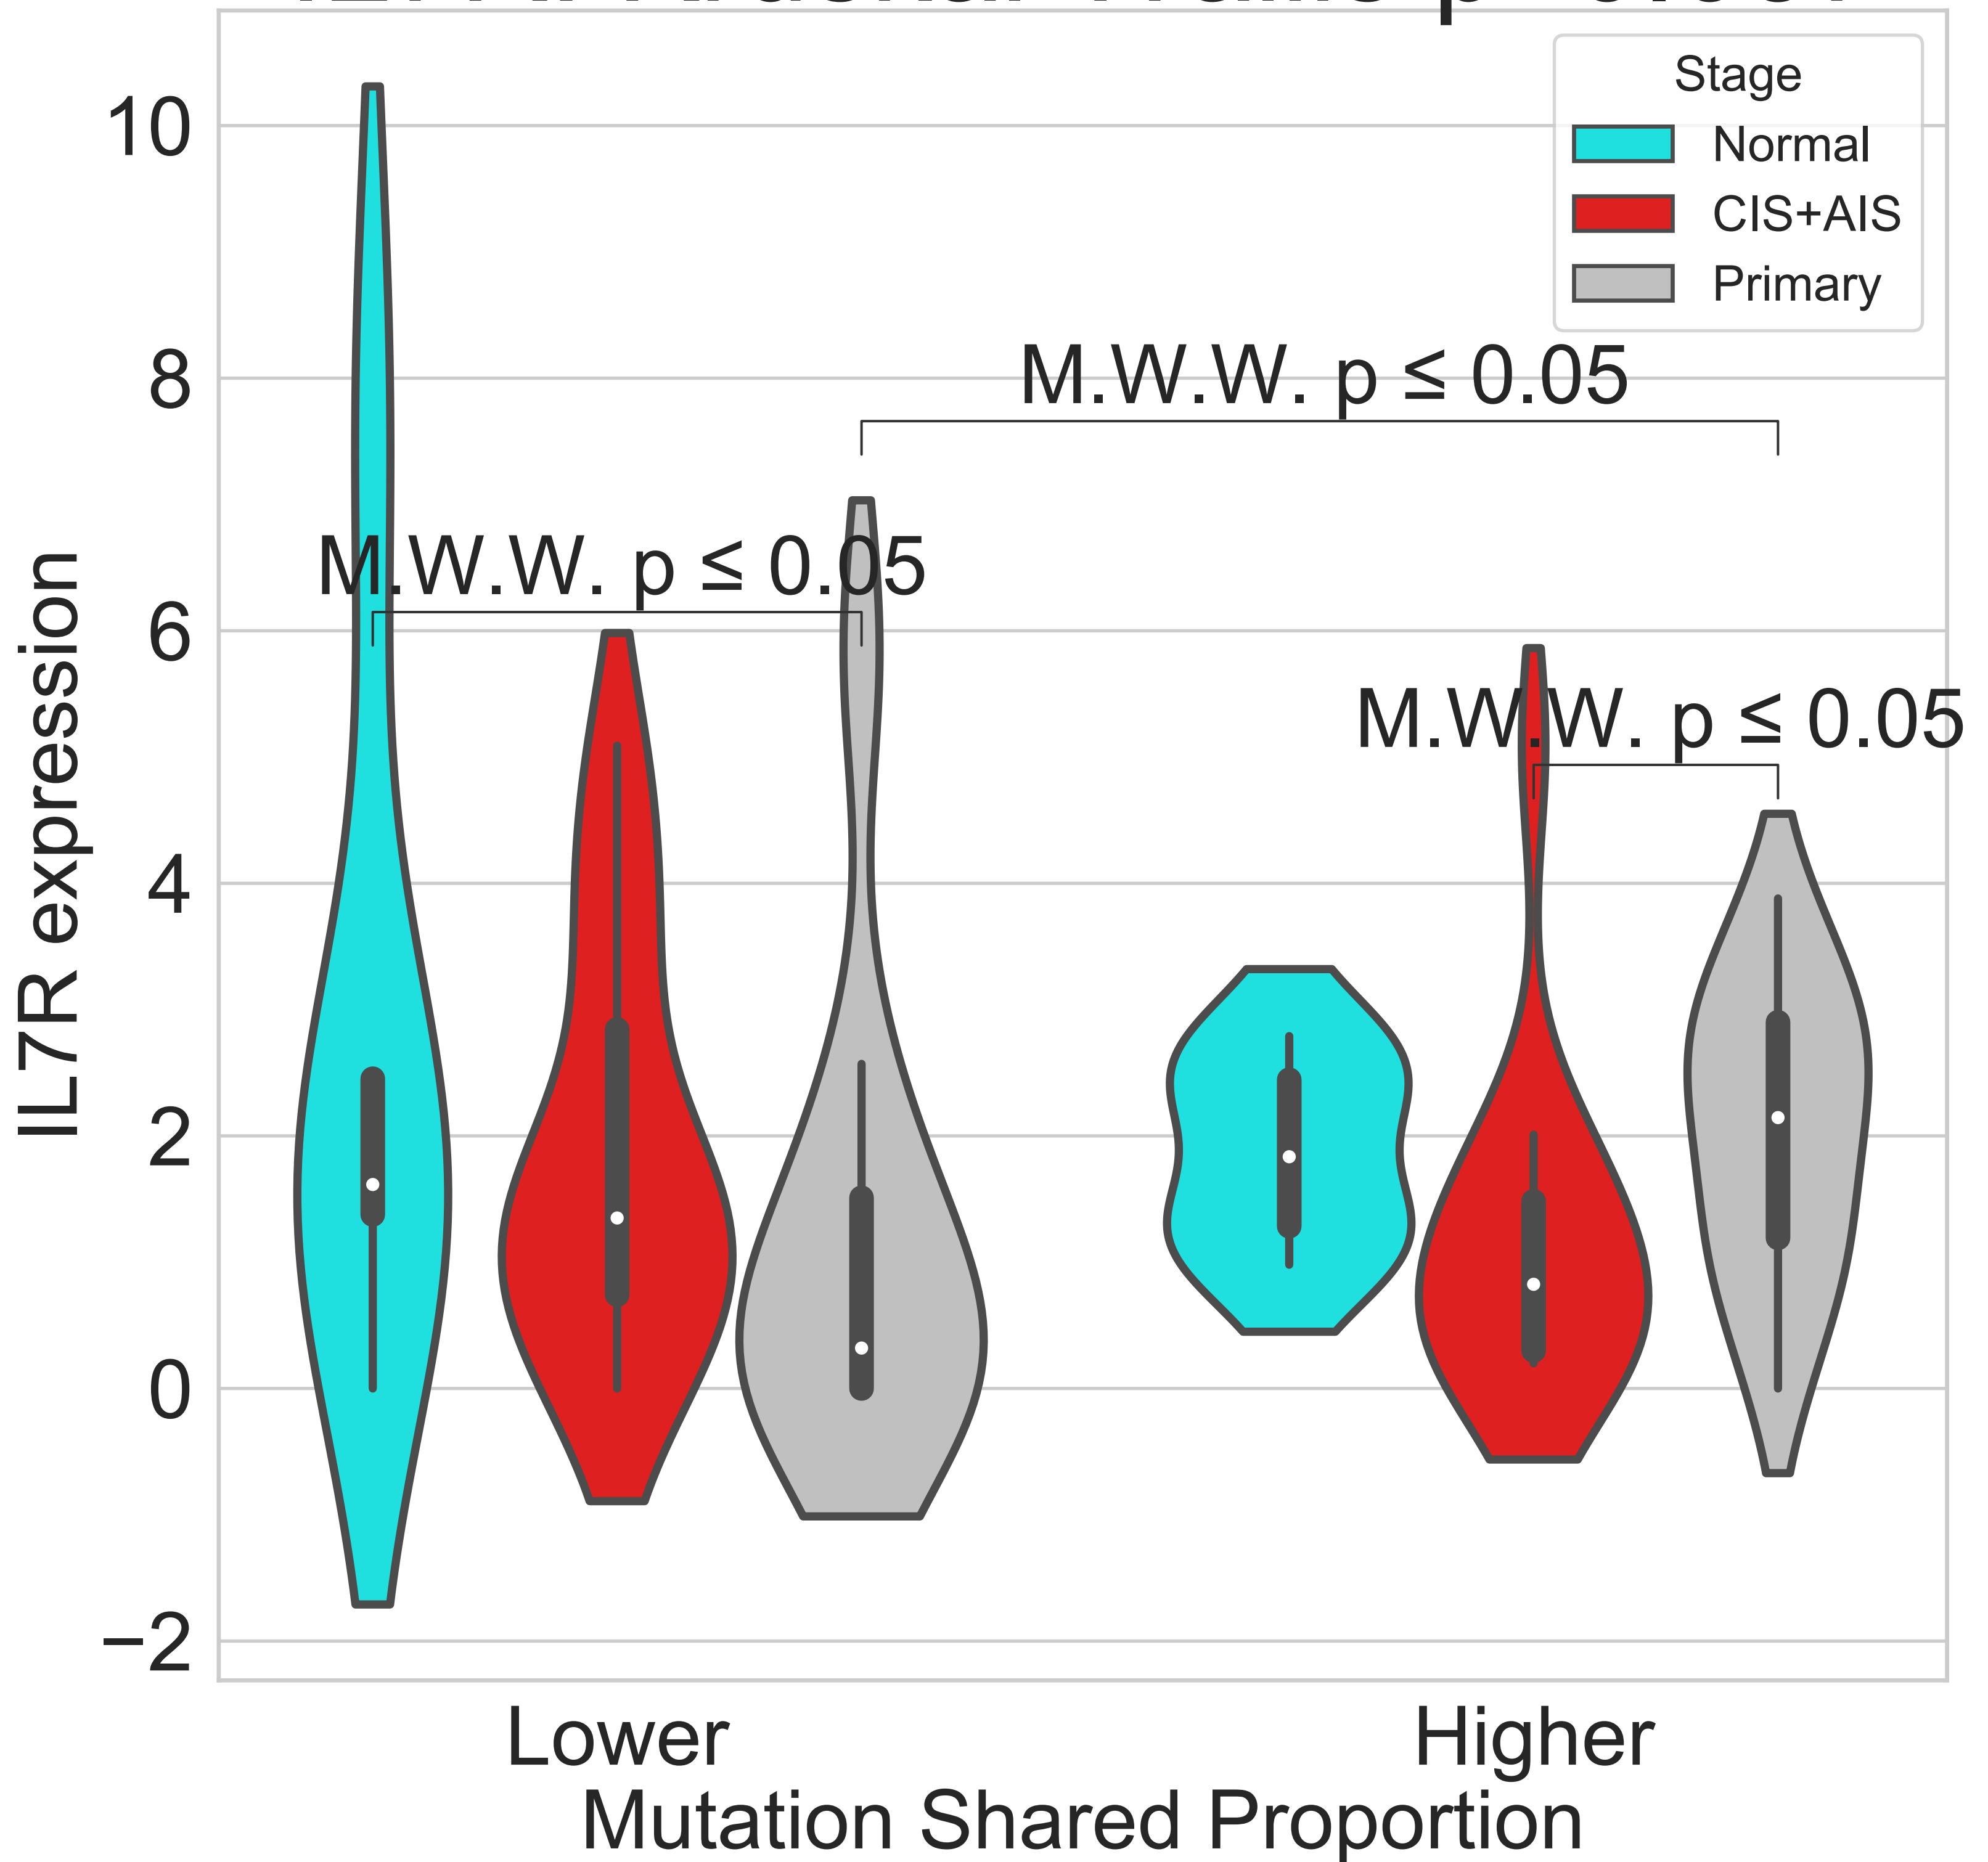 Stage
Normal
CIS+AIS
Primary
10
8
6
4
2
0
−2
M.W.W. p ≤ 0.05
M.W.W. p ≤ 0.05
M.W.W. p ≤ 0.05
IL7R expression
Lower
Higher
Mutation Shared Proportion